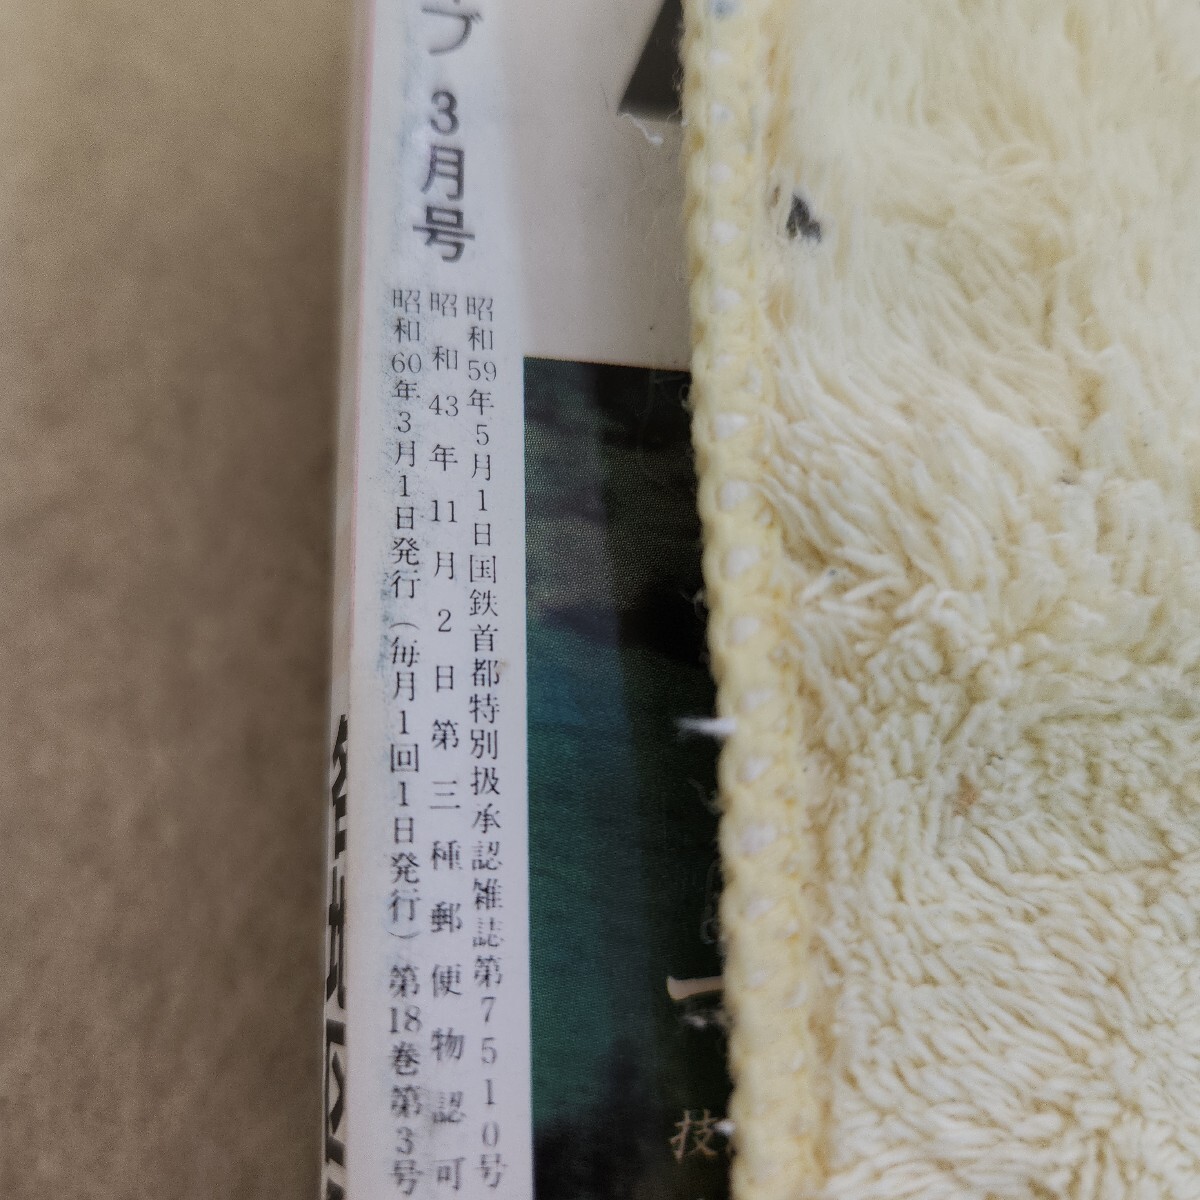 ブ 3月号
昭和59年5月1日国鉄首都特別扱承認雑誌第7510号
昭和43年11月2日第三種郵便物認可
昭和60年3月1日発行（毎月1回1日発行）第18巻第3号
技